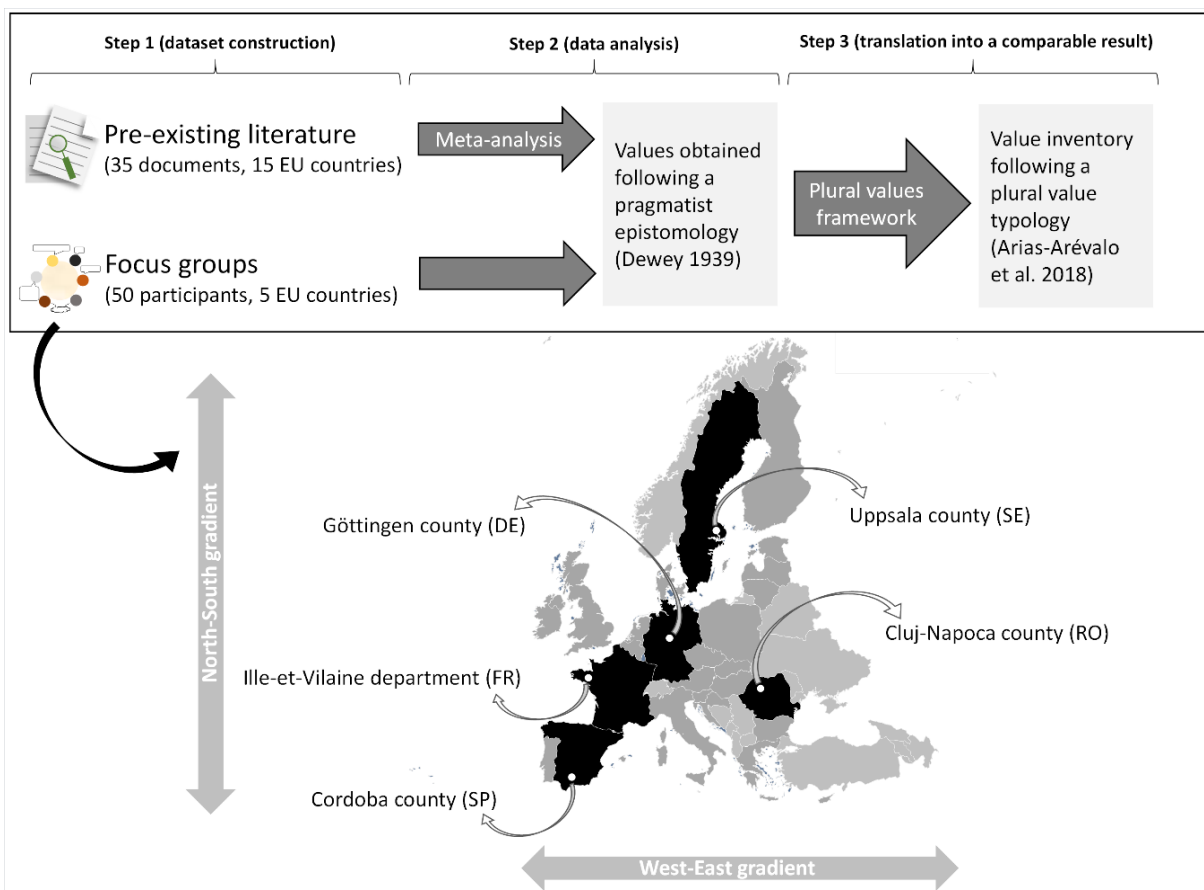 Step 1 (dataset construction)
Step 2 (data analysis)
Step 3 (translation into a comparable result)
Pre-existing literature
(35 documents, 15 EU countries)
Meta-analysis
Focus groups
(50 participants, 5 EU countries)
Values obtained
following a
pragmatist
epistomology
(Dewey 1939)
Plural values
framework
Value inventory
following a
plural value
typology
(Arias-Arévalo
et al. 2018)
North-South gradient
Göttingen county (DE)
Uppsala county (SE)
Cluj-Napoca county (RO)
Ille-et-Vilaine department (FR)
Cordoba county (SP)
West-East gradient